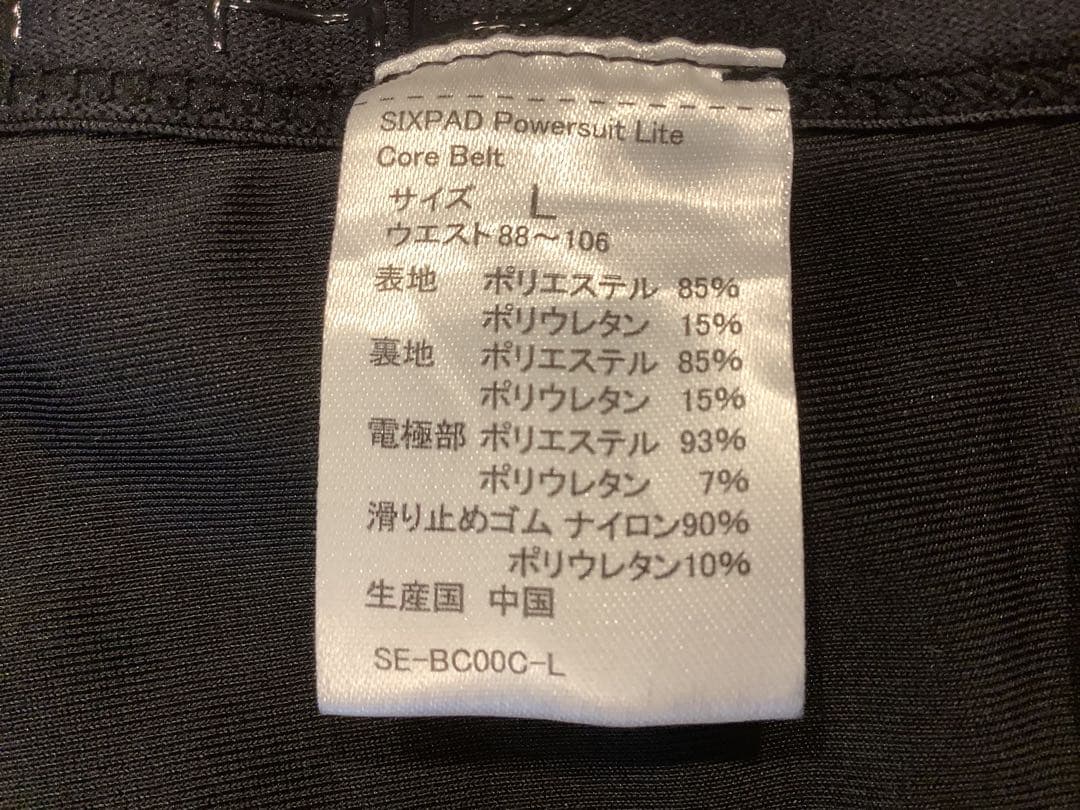 SIXPAD Powersuit Lite
Core Belt
サイズ L
ウエスト88～106
表地 ポリエステル 85%
ポリウレタン 15%
裏地 ポリエステル 85%
ポリウレタン 15%
電極部 ポリエステル 93%
ポリウレタン 7%
滑り止めゴム ナイロン90%
ポリウレタン10%
生産国 中国
SE-BC00C-L